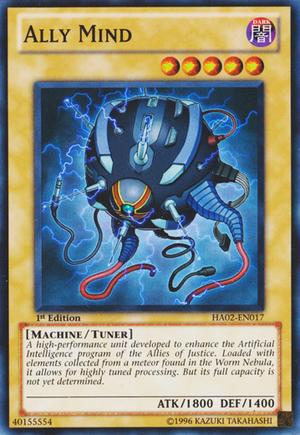 ALLY MIND
DARK
闇
1st Edition
HA02-EN017
[MACHINE/TUNER]
A high-performance unit developed to enhance the Artificial
Intelligence program of the Allies of Justice. Loaded with
elements collected from a meteor found in the Worm Nebula,
it allows for highly tuned processing. But its full capacity is
not yet determined.
ATK/1800 DEF/1400
40155554
©1996 KAZUKI TAKAHASHI